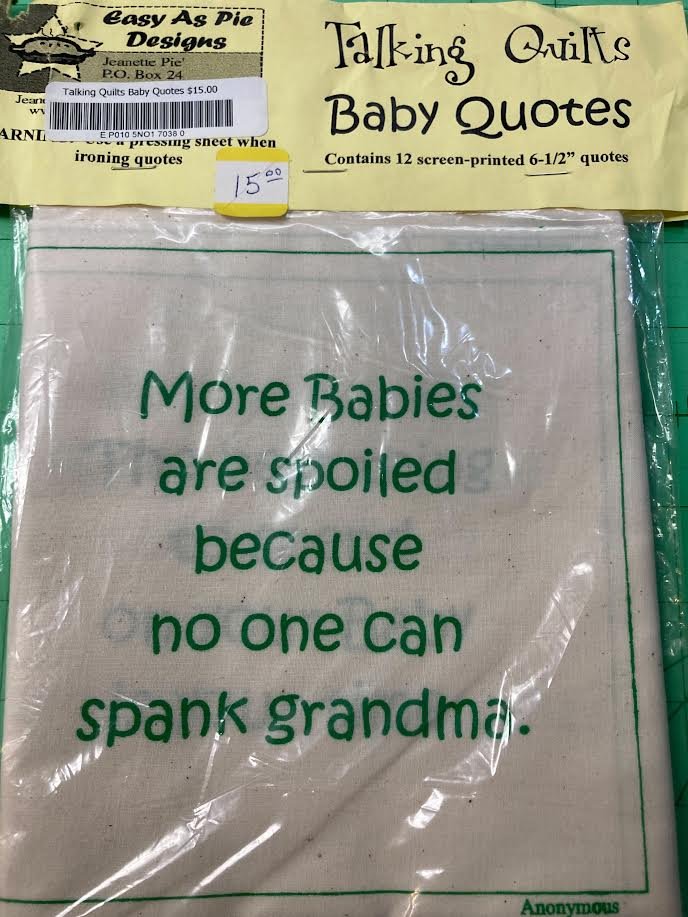 Easy As Pie
Designs
Jeanette Pie'
P.O. Box 24
Talking Quilts Baby Quotes $15.00
E P010 5NO1 7038 0
pressing sheet when
ironing quotes
15.00
Talking Quilts
Baby Quotes
Contains 12 screen-printed 6-1/2” quotes
More Babies
are spoiled
because
no one can
spank grandma.
Anonymous